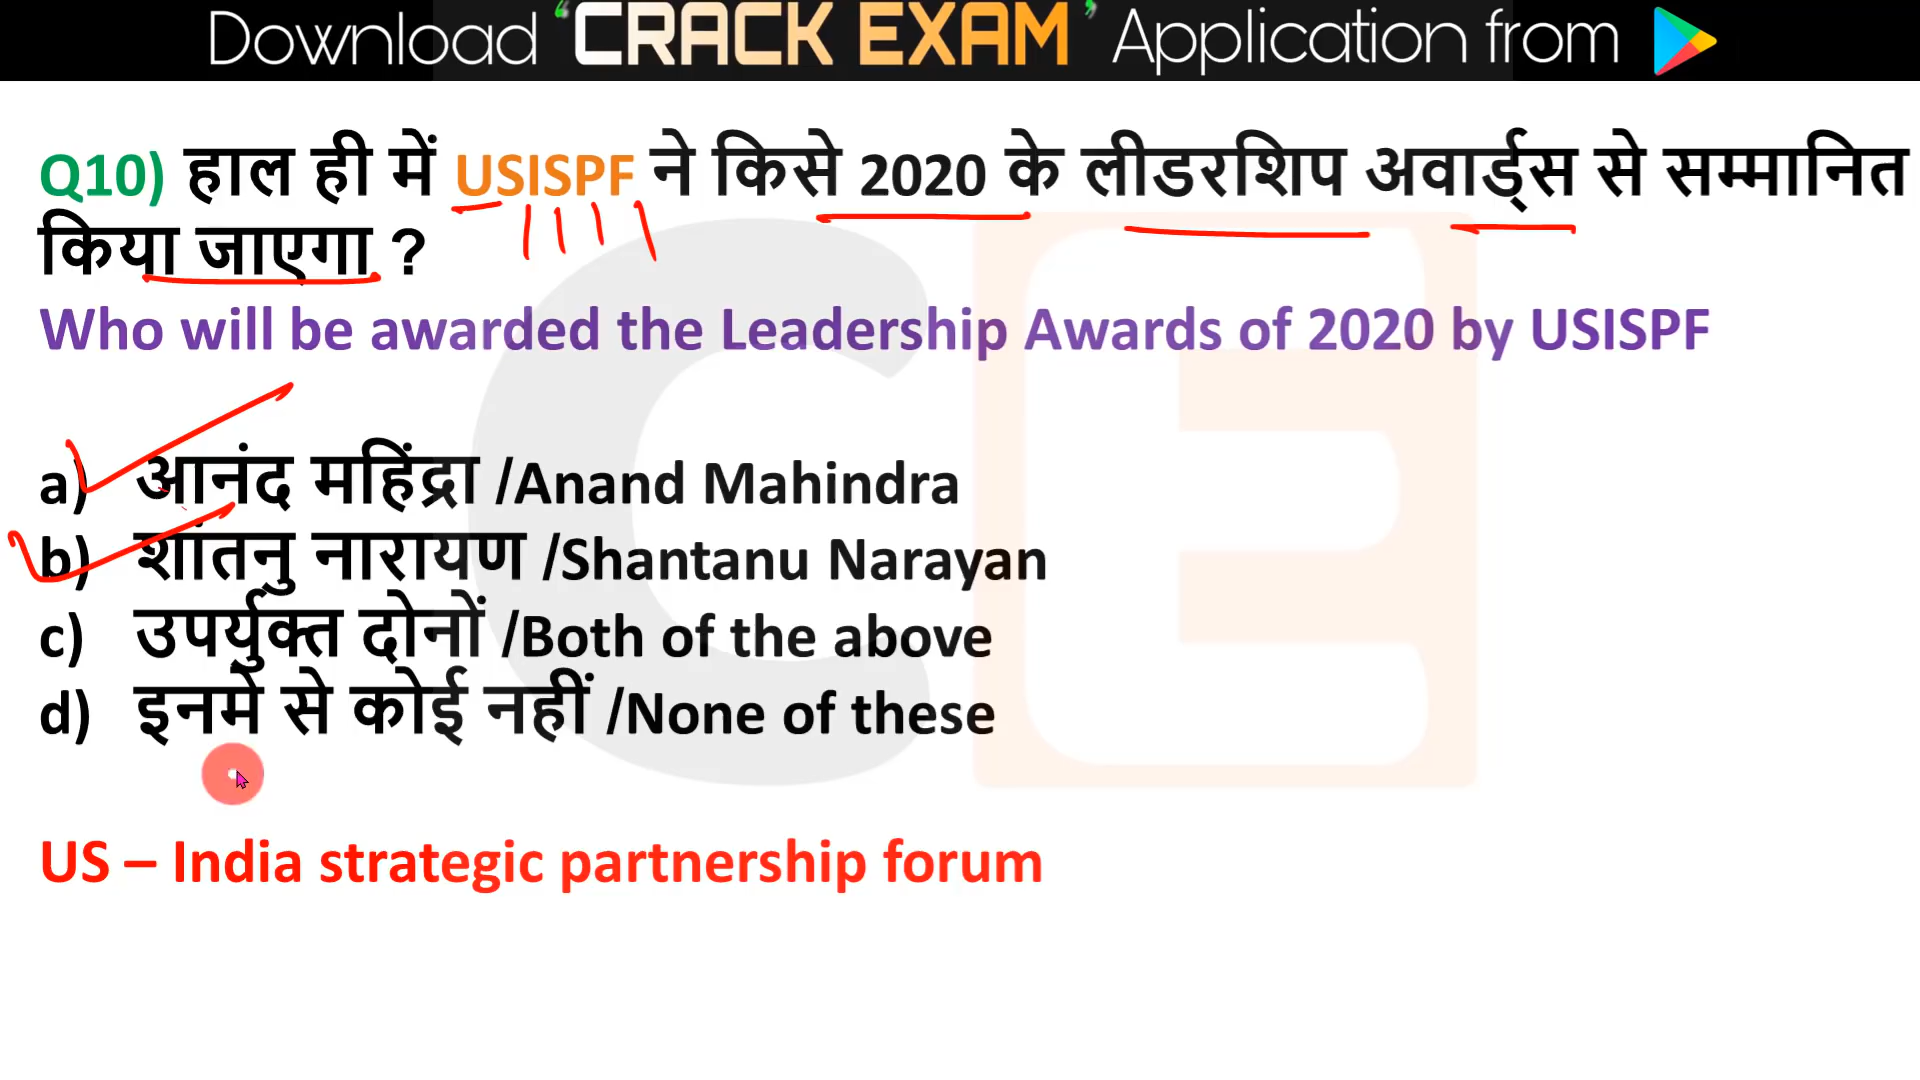 Download ‘CRACK EXAM’ Application from
Q10) हाल ही में USISPF ने किसे 2020 के लीडरशिप अवार्ड्स से सम्मानित
किया जाएगा ?
Who will be awarded the Leadership Awards of 2020 by USISPF
a) आनंद महिंद्रा /Anand Mahindra
b) शांतनु नारायण /Shantanu Narayan
c) उपर्युक्त दोनों /Both of the above
d) इनमे से कोई नहीं /None of these
US – India strategic partnership forum
CE